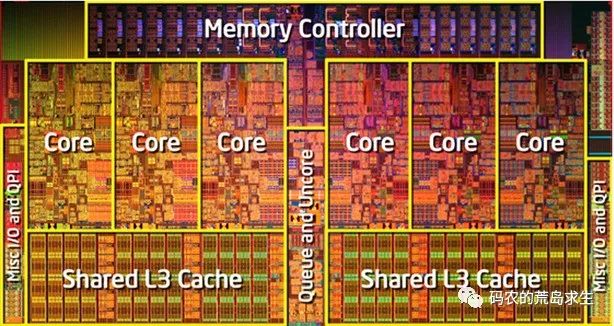 Memory Controller
Core
Core
Core
Core
Core
Core
Misc I/O and QPI
Queue and Uncore
Misc I/O and QPI
Shared L3 Cache
Shared L3 Cache
码农的荒岛求生